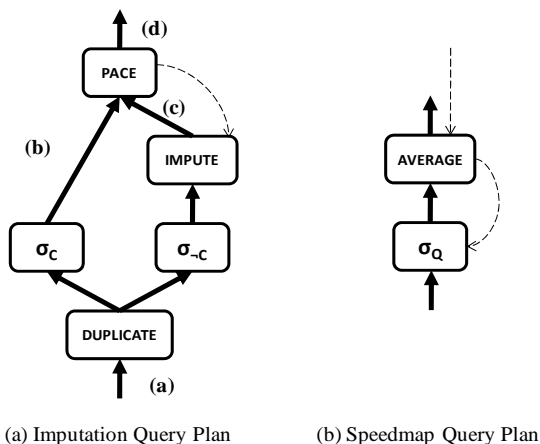 (d)
PACE
(c)
(b)
IMPUTE
AVERAGE
σC
σ¬C
σQ
DUPLICATE
(a)
(a) Imputation Query Plan
(b) Speedmap Query Plan